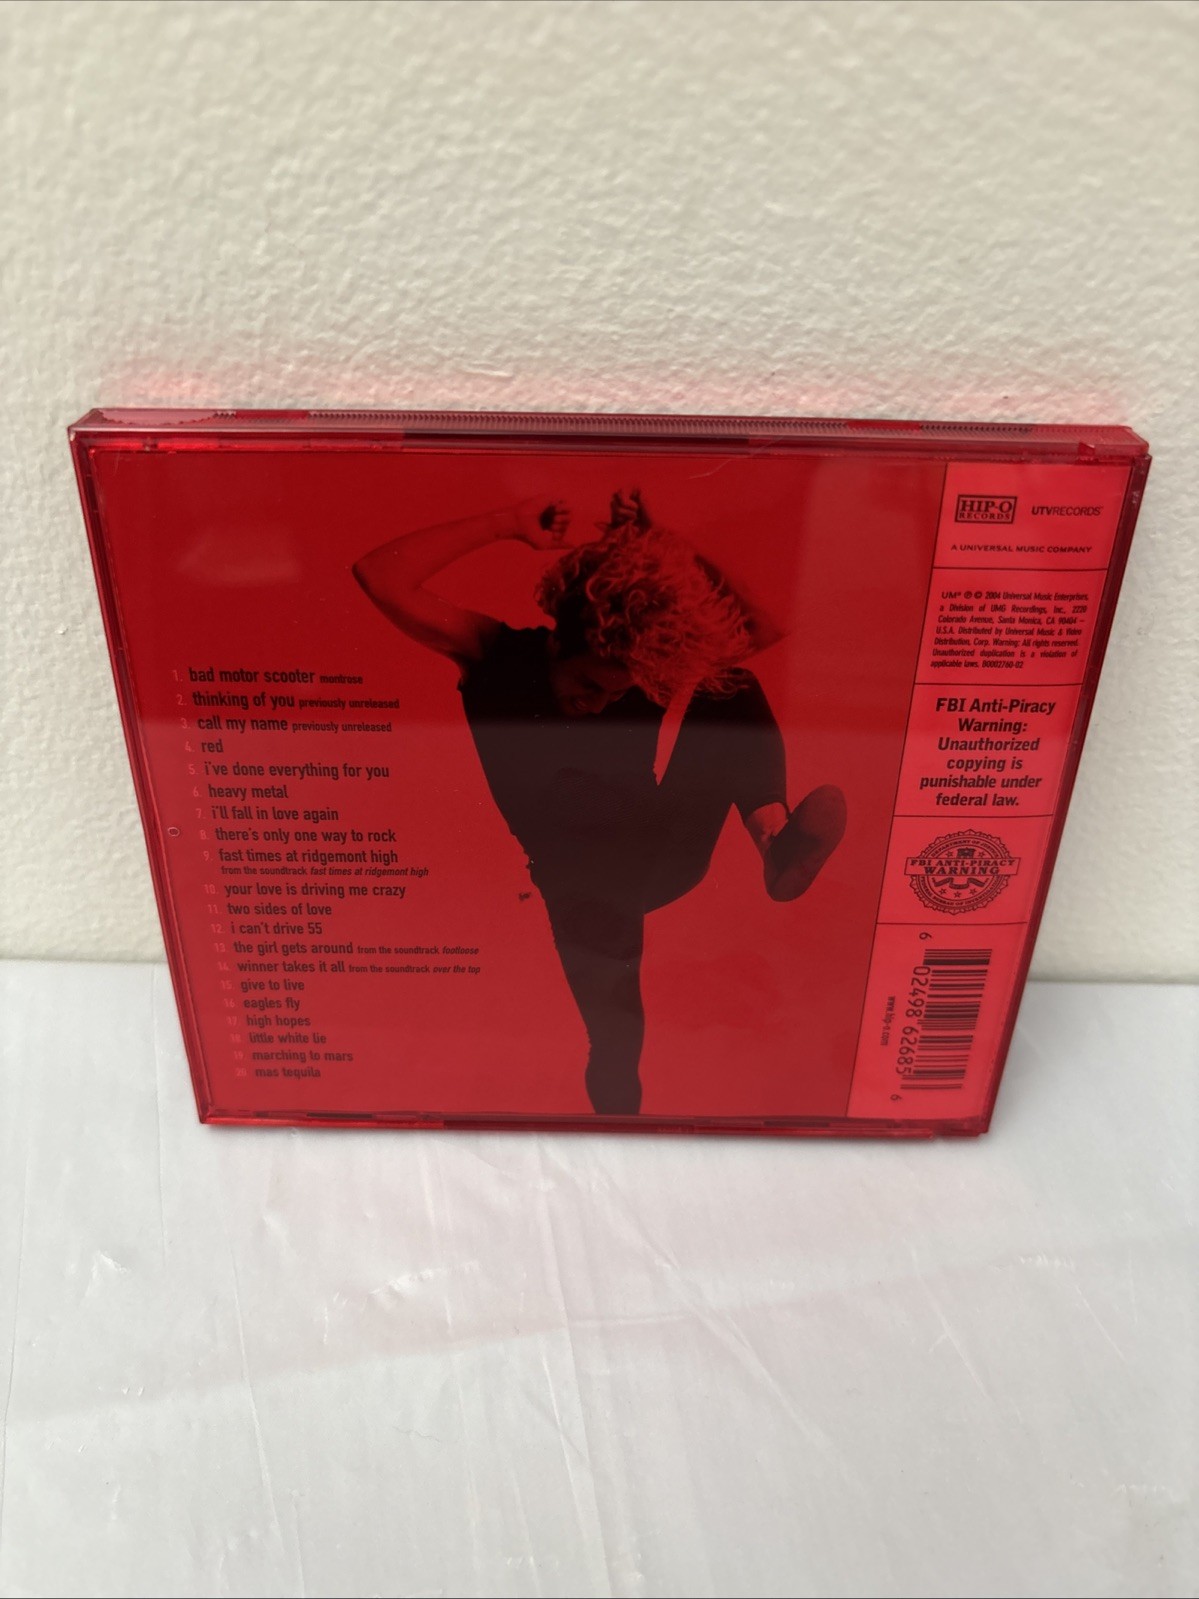 1. bad motor scooter montrose
2. thinking of you previously unreleased
3. call my name previously unreleased
4. red
5. i've done everything for you
6. heavy metal
7. i'll fall in love again
8. there's only one way to rock
9. fast times at ridgemont high
from the soundtrack fast times at ridgemont high
10. your love is driving me crazy
11. two sides of love
12. i can't drive 55
13. the girl gets around from the soundtrack footloose
14. winner takes it all from the soundtrack over the top
15. give to live
16. eagles fly
17. high hopes
18. little white lie
19. marching to mars
20. mas tequila
HIP-O
RECORDS
UTVRECORDS
A UNIVERSAL MUSIC COMPANY
UM® ℗ © 2004 Universal Music Enterprises,
a Division of UMG Recordings, Inc., 2220
Colorado Avenue, Santa Monica, CA 90404 –
U.S.A. Distributed by Universal Music & Video
Distribution, Corp. Warning: All rights reserved.
Unauthorized duplication is a violation of
applicable laws. B0002760-02
FBI Anti-Piracy
Warning:
Unauthorized
copying is
punishable under
federal law.
DEPARTMENT OF JUSTICE
FBI ANTI-PIRACY
WARNING
6 02498 62685 6
www.hip-o.com